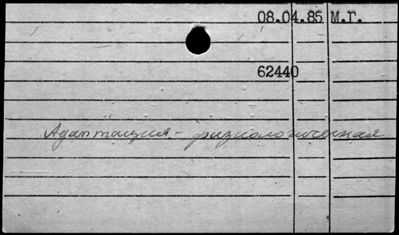 08.04.85 М.Г.
62440
Адаптация - физиологическая